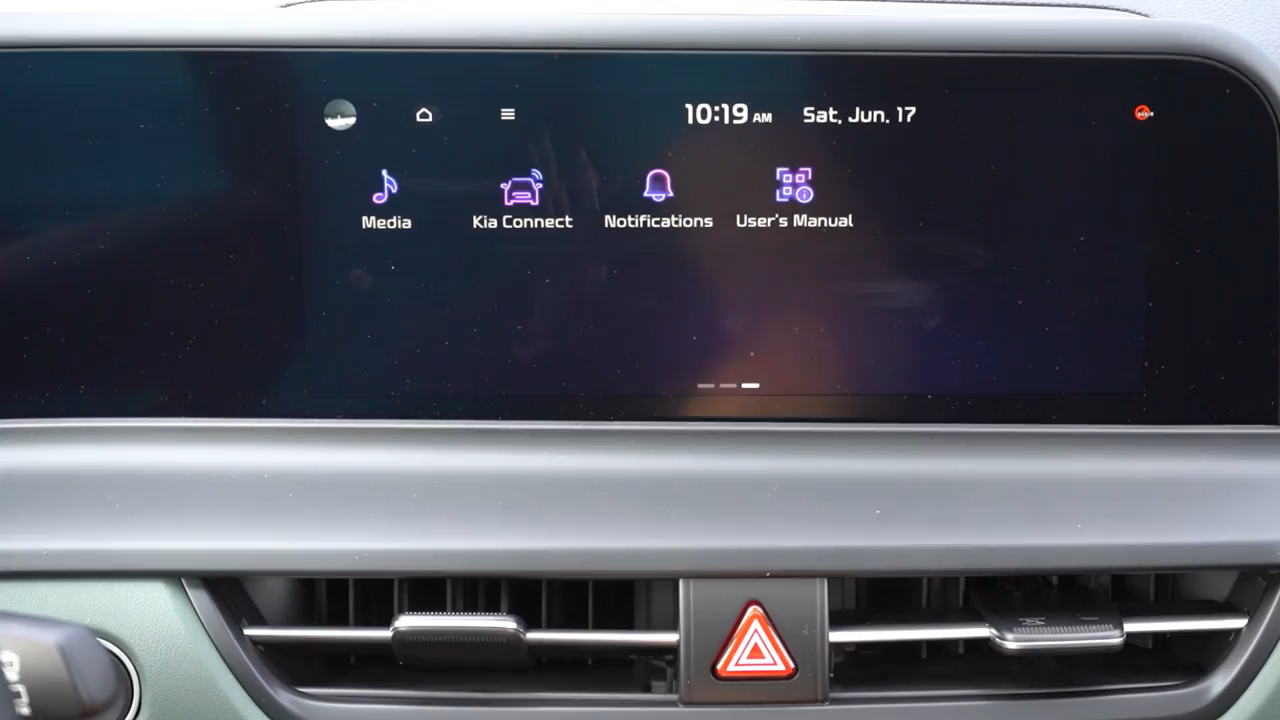 10:19 AM Sat, Jun. 17
Media Kia Connect Notifications User's Manual